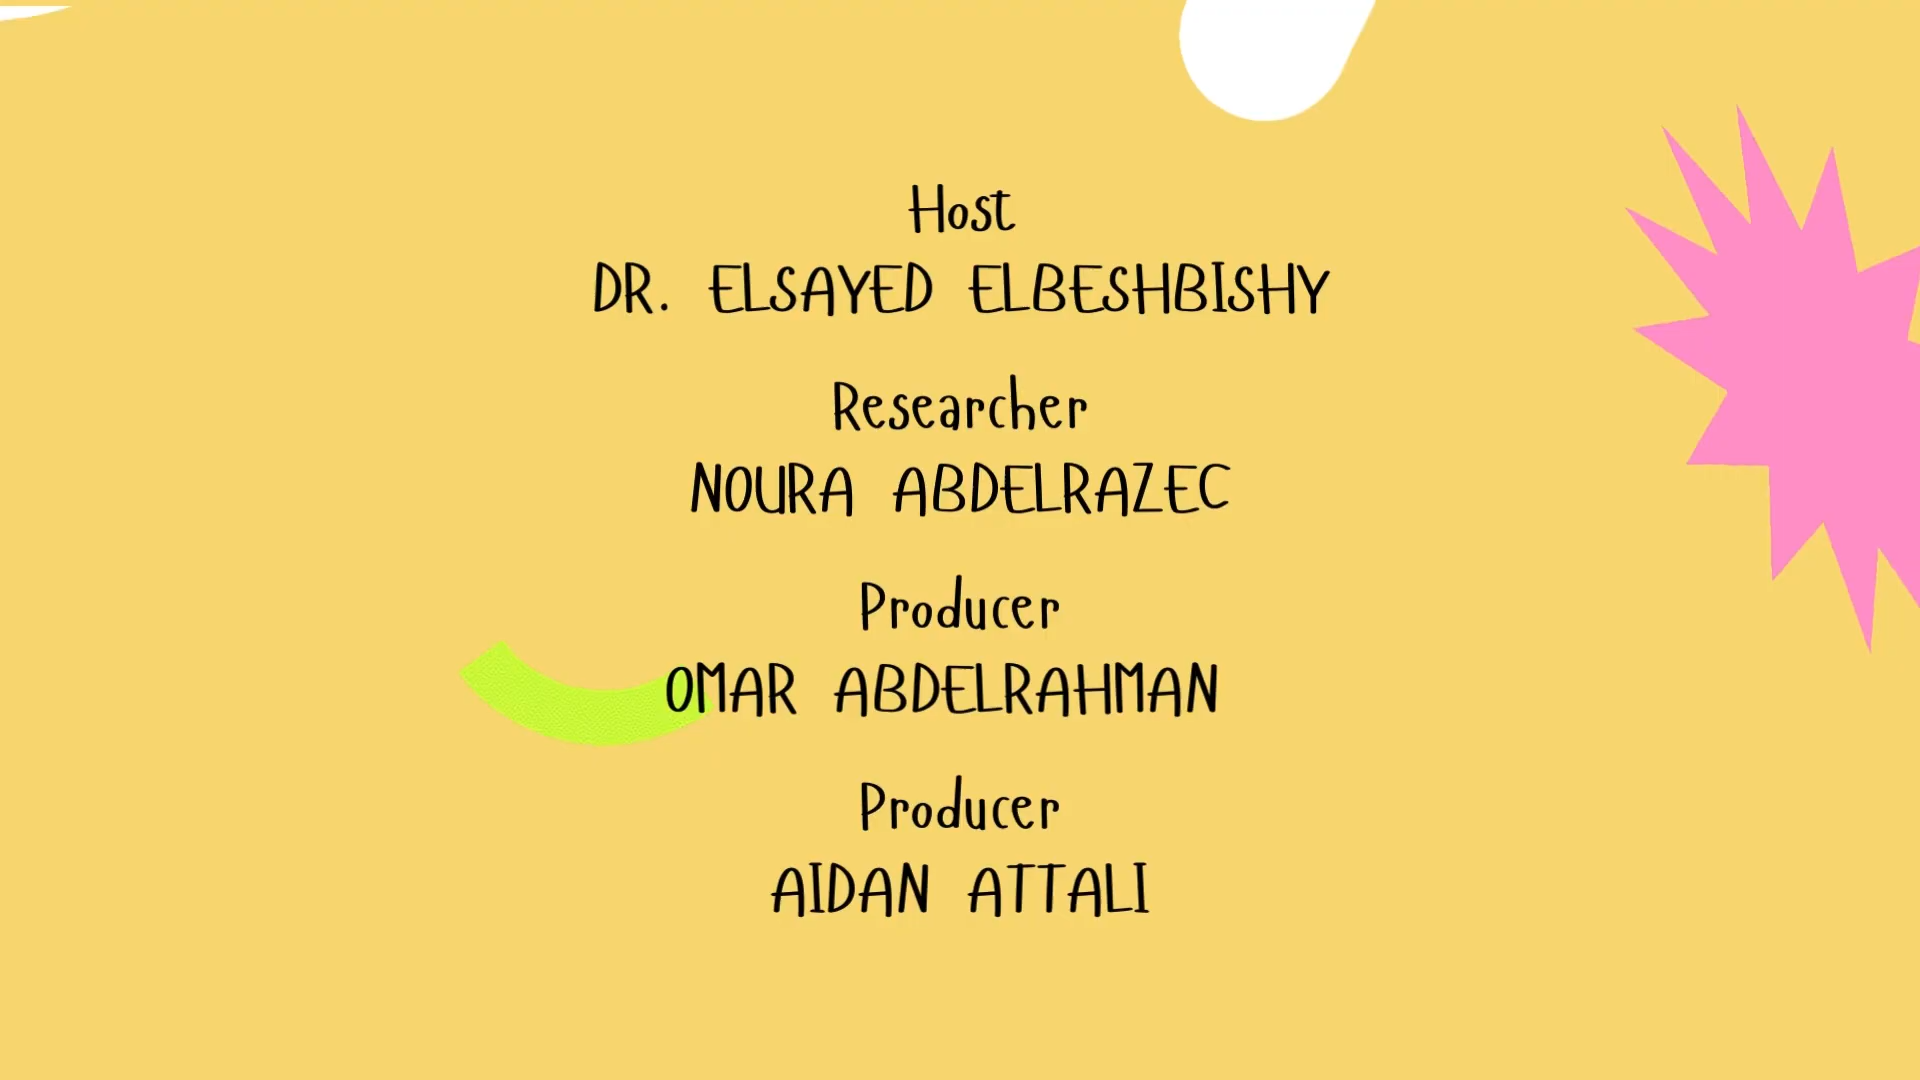 Host
DR. ELSAYED ELBESHBISHY
Researcher
NOURA ABDELRAZEC
Producer
OMAR ABDELRAHMAN
Producer
AIDAN ATTALI